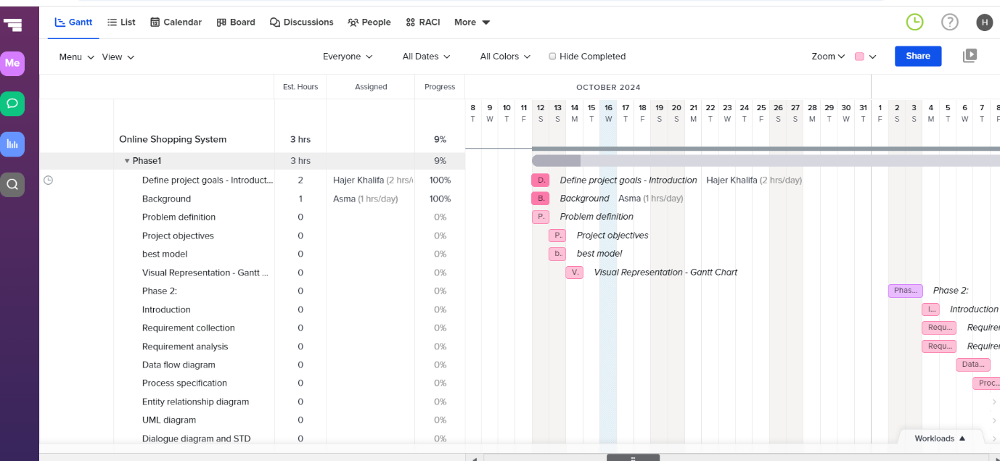 Gantt List Calendar Board Discussions People RACI More H
Me
Menu View Everyone All Dates All Colors Hide Completed Zoom Share
Est. Hours Assigned Progress OCTOBER 2024
8 9 10 11 12 13 14 15 16 17 18 19 20 21 22 23 24 25 26 27 28 29 30 31 1 2 3 4 5 6 7 8
T W T F S S M T W T F S S M T W T F S S M T W T F S S M T W T F
Online Shopping System 3 hrs 9%
Phase1 3 hrs 9%
Define project goals - Introduct... 2 Hajer Khalifa (2 hrs/ 100% D. Define project goals - Introduction Hajer Khalifa (2 hrs/day)
Background 1 Asma (1 hrs/day) 100% B. Background Asma (1 hrs/day)
Problem definition 0 0% P. Problem definition
Project objectives 0 0% P.. Project objectives
best model 0 0% b.. best model
Visual Representation - Gantt ... 0 0% V. Visual Representation - Gantt Chart
Phase 2: 0 0% Phas... Phase 2:
Introduction 0 0% I... Introduction
Requirement collection 0 0% Requ... Require
Requirement analysis 0 0% Requ... Require
Data flow diagram 0 0% Data...
Process specification 0 0% Proc...
Entity relationship diagram 0 0%
UML diagram 0 0%
Dialogue diagram and STD 0 0%
Workloads